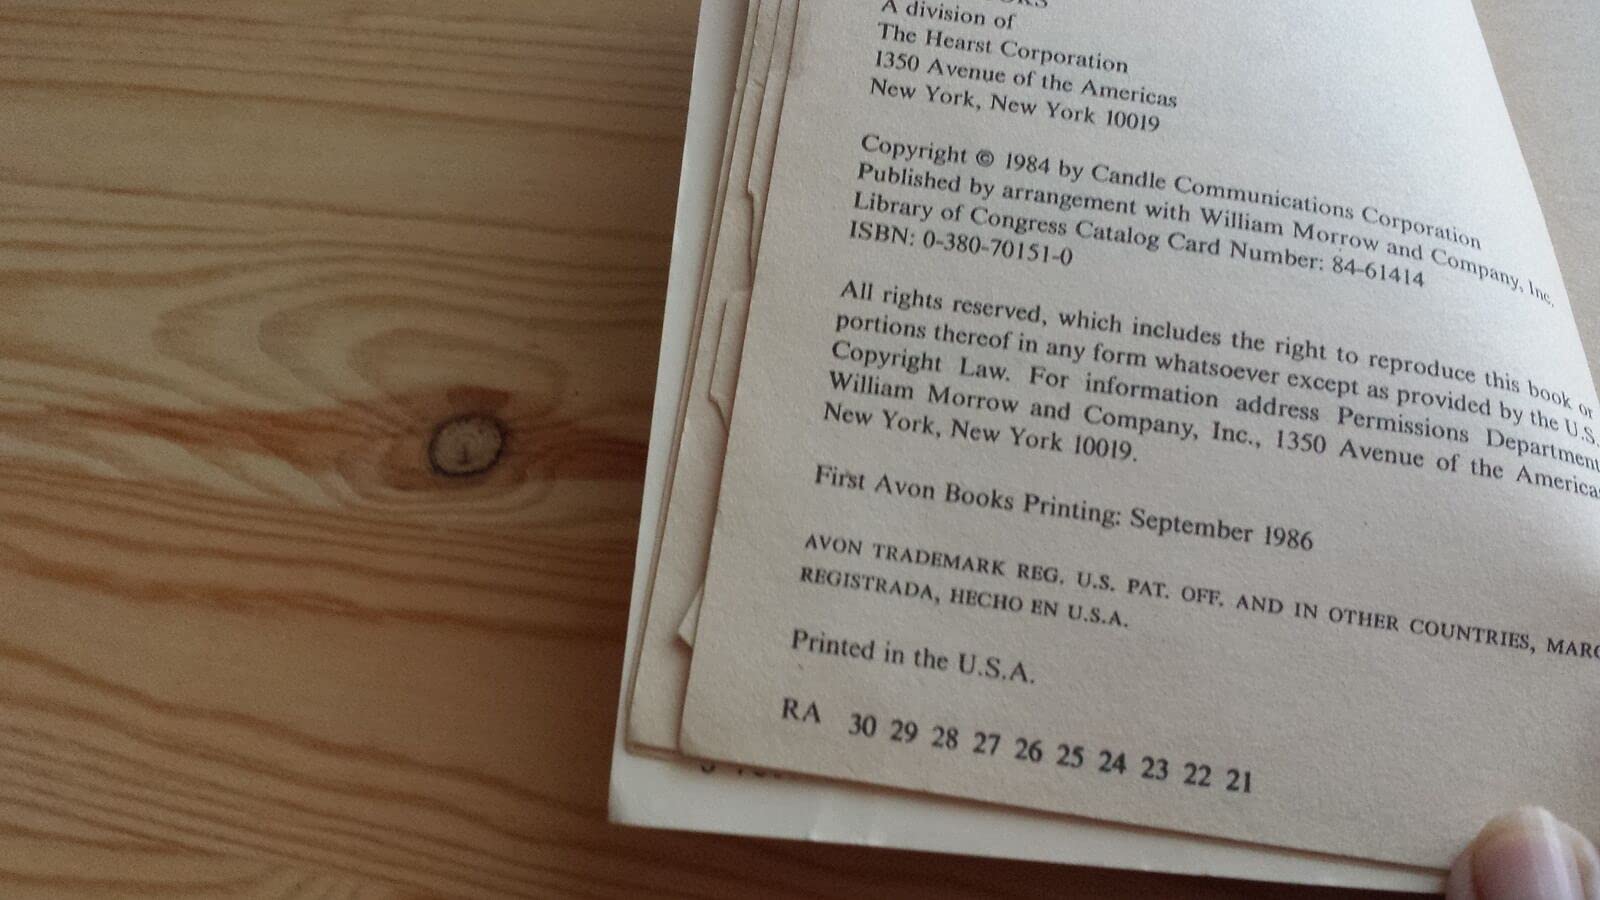 A division of
The Hearst Corporation
1350 Avenue of the Americas
New York, New York 10019
Copyright © 1984 by Candle Communications Corporation
Published by arrangement with William Morrow and Company, Inc.
Library of Congress Catalog Card Number: 84-61414
ISBN: 0-380-70151-0
All rights reserved, which includes the right to reproduce this book or
portions thereof in any form whatsoever except as provided by the U.S.
Copyright Law. For information address Permissions Department
William Morrow and Company, Inc., 1350 Avenue of the Americas
New York, New York 10019.
First Avon Books Printing: September 1986
AVON TRADEMARK REG. U.S. PAT. OFF. AND IN OTHER COUNTRIES, MARC
REGISTRADA, HECHO EN U.S.A.
Printed in the U.S.A.
RA 30 29 28 27 26 25 24 23 22 21